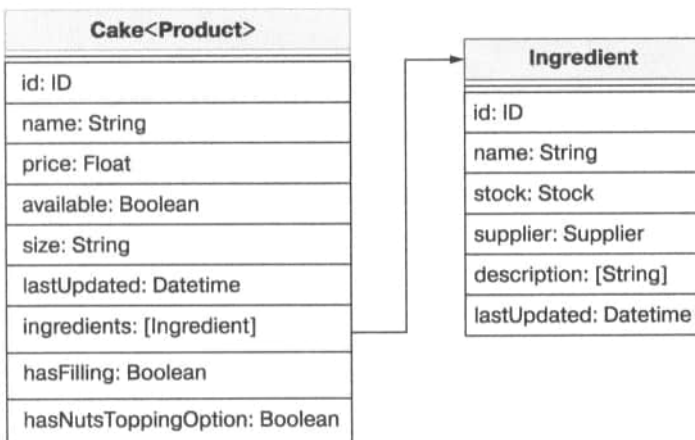 Cake<Product>
id: ID
name: String
price: Float
available: Boolean
size: String
lastUpdated: Datetime
ingredients: [Ingredient]
hasFilling: Boolean
hasNutsToppingOption: Boolean
Ingredient
id: ID
name: String
stock: Stock
supplier: Supplier
description: [String]
lastUpdated: Datetime